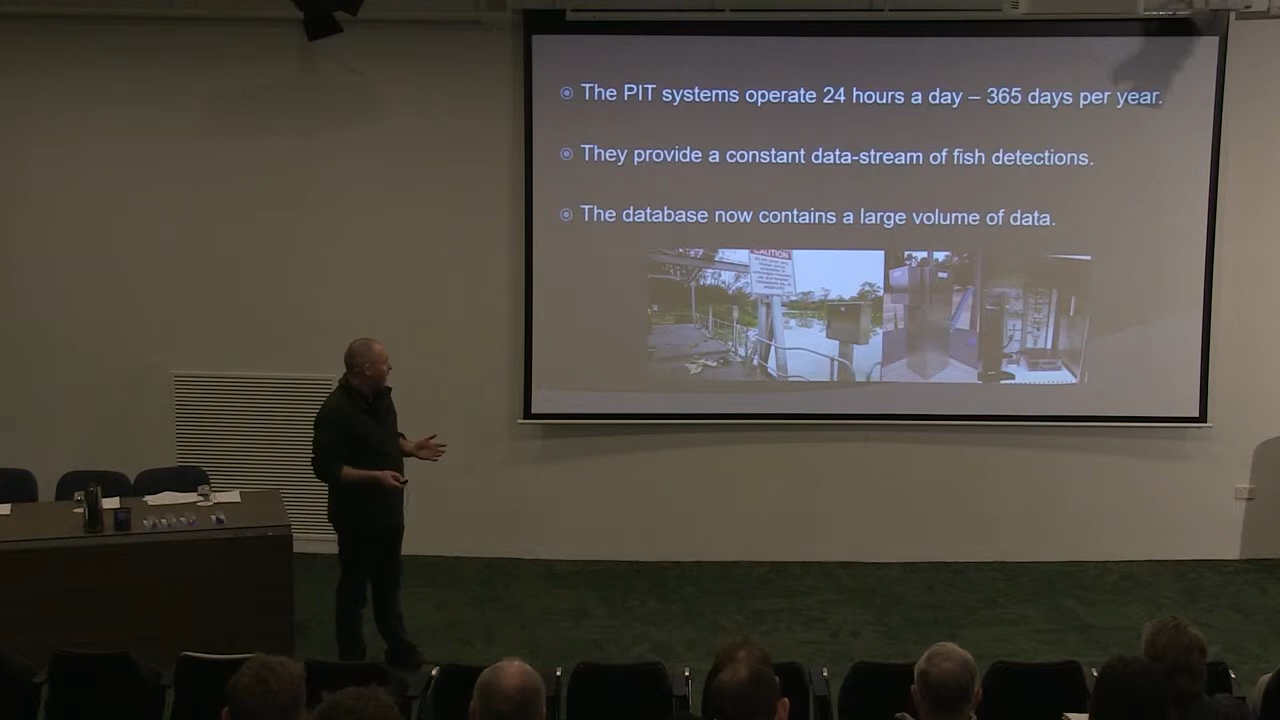 The PIT systems operate 24 hours a day – 365 days per year.
They provide a constant data-stream of fish detections.
The database now contains a large volume of data.
CAUTION